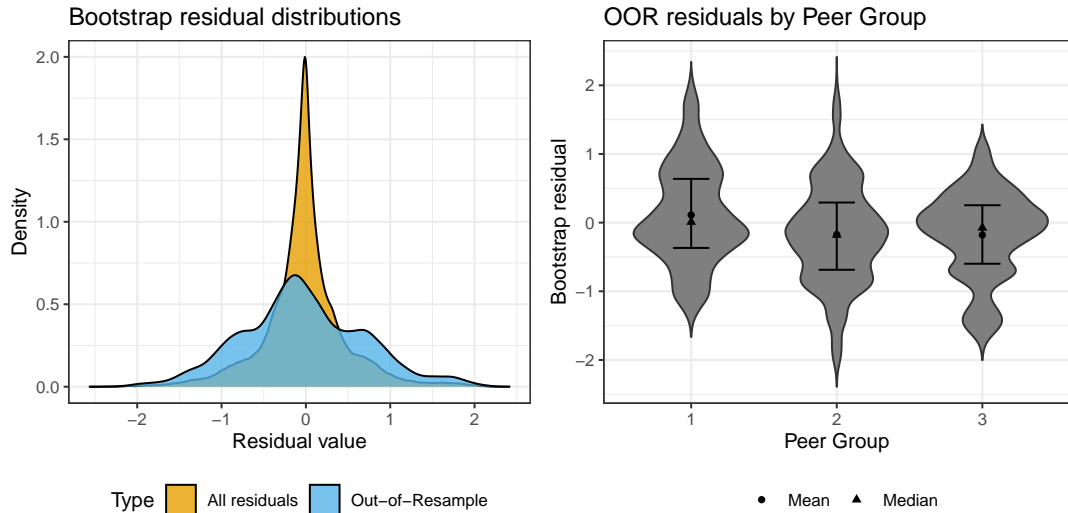 Bootstrap residual distributions
2.0
1.5
1.0
0.5
0.0
Density
−2
−1
0
1
2
Residual value
Type
All residuals
Out−of−Resample
OOR residuals by Peer Group
2
1
0
−1
−2
Bootstrap residual
1
2
3
Peer Group
Mean
Median